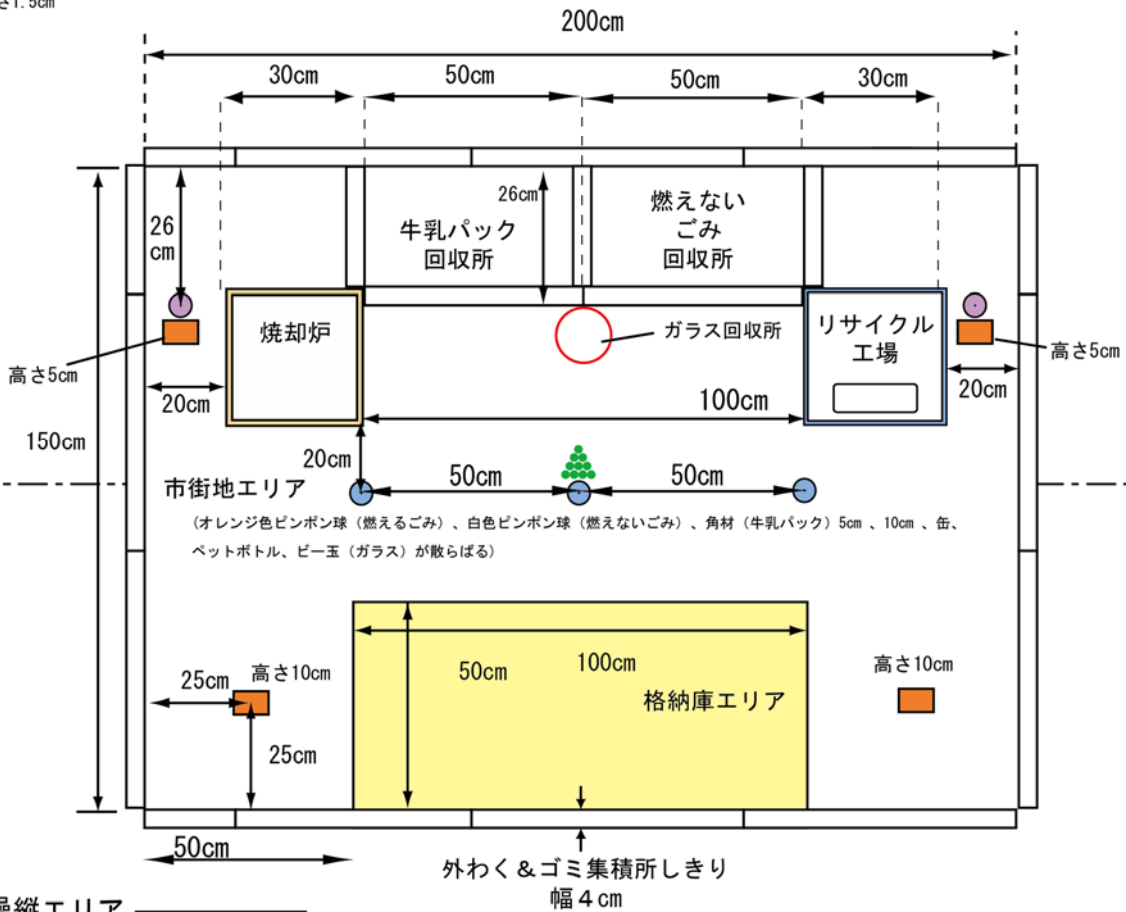 さ1.5cm
200cm
30cm
50cm
50cm
30cm
26
cm
牛乳パック
回収所
26cm
燃えない
ごみ
回収所
焼却炉
ガラス回収所
リサイクル
工場
高さ5cm
高さ5cm
20cm
20cm
100cm
150cm
20cm
50cm
50cm
市街地エリア
(オレンジ色ピンポン球(燃えるごみ)、白色ピンポン球(燃えないごみ)、角材(牛乳パック)5cm 、10cm 、缶、
ペットボトル、ビー玉(ガラス)が散らばる)
25cm
高さ10cm
25cm
50cm
100cm
格納庫エリア
高さ10cm
50cm
外わく&ゴミ集積所しきり
幅4cm
操縦エリア